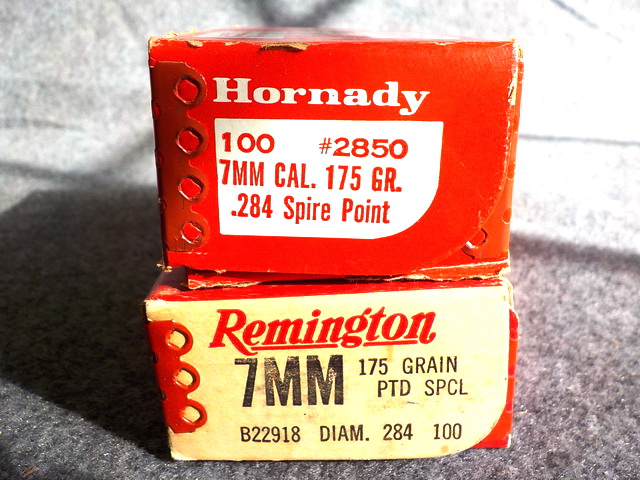 Hornady
100 #2850
7MM CAL. 175 GR.
.284 Spire Point
Remington
7MM 175 GRAIN
PTD SPCL
B22918 DIAM. 284 100